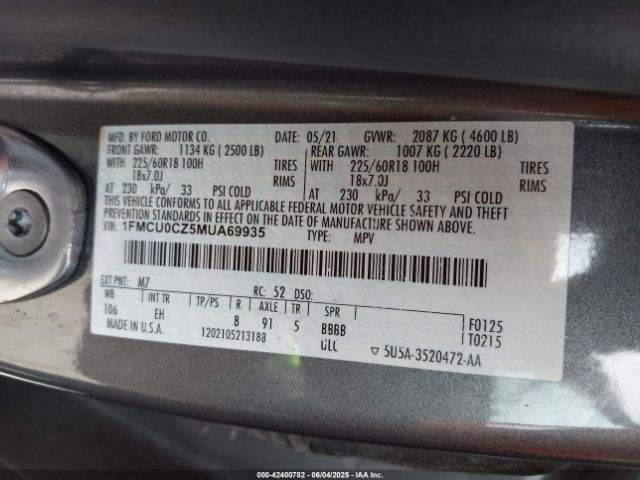 MFD. BY FORD MOTOR CO. DATE: 05/21 GVWR: 2087 KG ( 4600 LB)
FRONT GAWR: 1134 KG ( 2500 LB) REAR GAWR: 1007 KG ( 2220 LB)
WITH 225/60R18 100H TIRES WITH 225/60R18 100H TIRES
18x7.0J RIMS 18x7.0J RIMS
AT 230 kPa/ 33 PSI COLD AT 230 kPa/ 33 PSI COLD
THIS VEHICLE CONFORMS TO ALL APPLICABLE FEDERAL MOTOR VEHICLE SAFETY AND THEFT
PREVENTION STANDARDS IN EFFECT ON THE DATE OF MANUFACTURE SHOWN ABOVE.
VIN: 1FMCU0CZ5MUA69935 TYPE: MPV
EXT PNT: M7 RC: 52 DSO:
WB INT TR TP/PS R AXLE TR SPR
106 EH 8 91 5 BBBB F0125
MADE IN U.S.A. 1202105213188 ULC T0215
▽ 5USA-3520472-AA
00-42400782 - 06/04/2025 - IAAI.COM